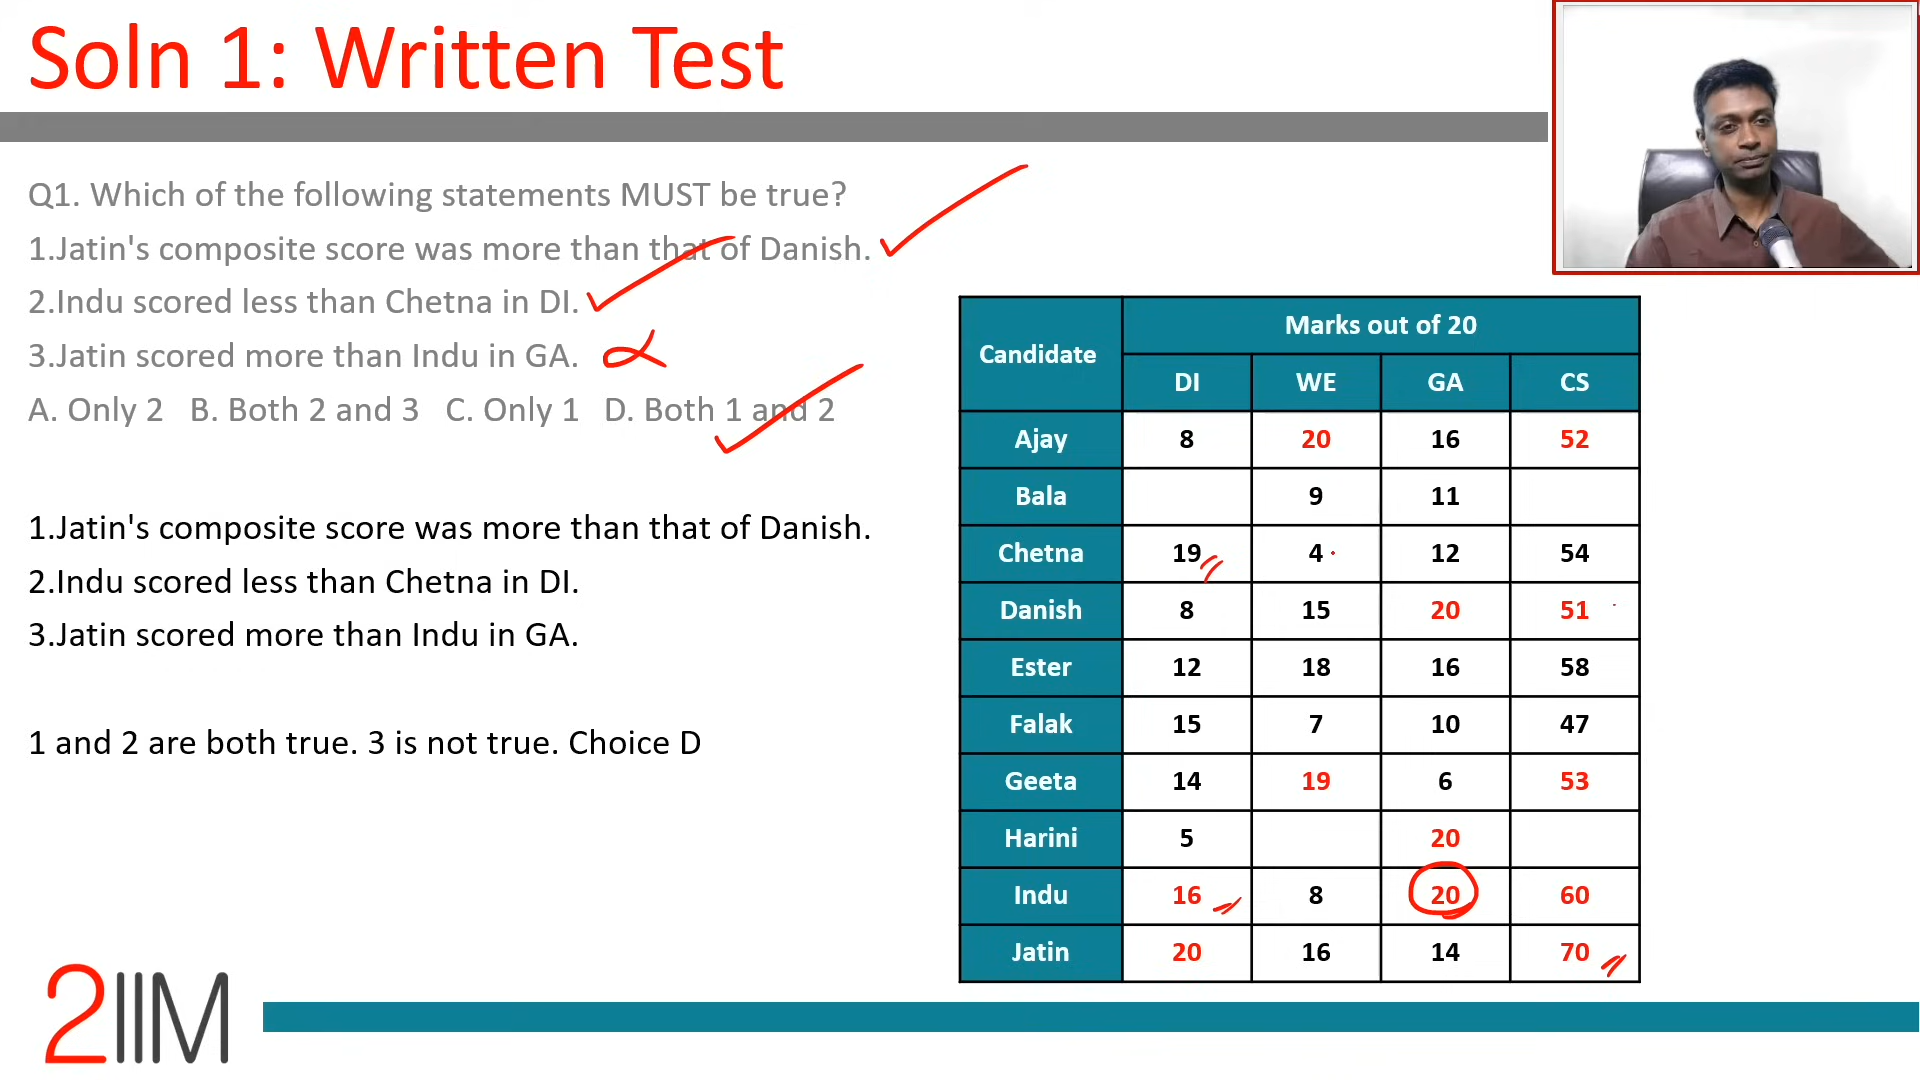 Soln 1: Written Test
Q1. Which of the following statements MUST be true?
1.Jatin's composite score was more than that of Danish.
2.Indu scored less than Chetna in DI.
3.Jatin scored more than Indu in GA.
A. Only 2 B. Both 2 and 3 C. Only 1 D. Both 1 and 2
1.Jatin's composite score was more than that of Danish.
2.Indu scored less than Chetna in DI.
3.Jatin scored more than Indu in GA.
1 and 2 are both true. 3 is not true. Choice D
Candidate Marks out of 20
DI WE GA CS
Ajay 8 20 16 52
Bala 9 11
Chetna 19 4 12 54
Danish 8 15 20 51
Ester 12 18 16 58
Falak 15 7 10 47
Geeta 14 19 6 53
Harini 5 20
Indu 16 8 20 60
Jatin 20 16 14 70
2IIM